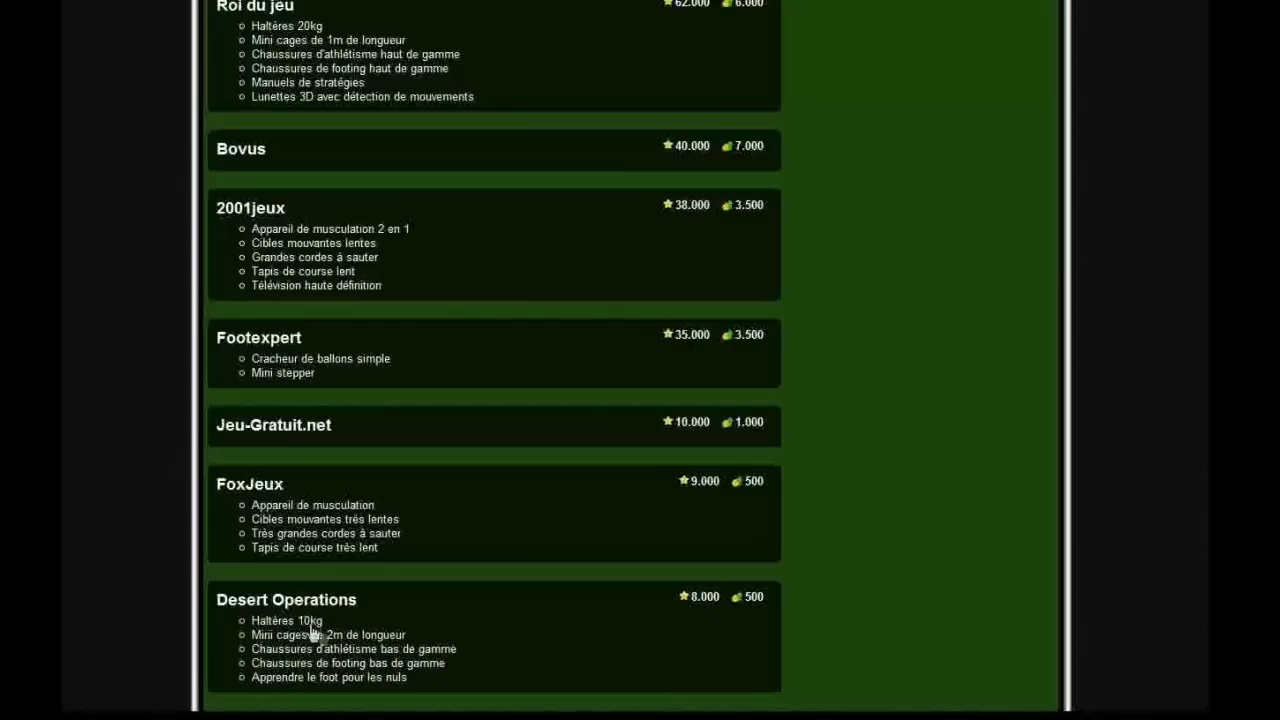 Roi du jeu 62.000 6.000
Haltères 20kg
Mini cages de 1m de longueur
Chaussures d'athlétisme haut de gamme
Chaussures de footing haut de gamme
Manuels de stratégies
Lunettes 3D avec détection de mouvements
Bovus 40.000 7.000
2001jeux 38.000 3.500
Appareil de musculation 2 en 1
Cibles mouvantes lentes
Grandes cordes à sauter
Tapis de course lent
Télévision haute définition
Footexpert 35.000 3.500
Cracheur de ballons simple
Mini stepper
Jeu-Gratuit.net 10.000 1.000
FoxJeux 9.000 500
Appareil de musculation
Cibles mouvantes très lentes
Très grandes cordes à sauter
Tapis de course très lent
Desert Operations 8.000 500
Haltères 10kg
Mini cages de 2m de longueur
Chaussures d'athlétisme bas de gamme
Chaussures de footing bas de gamme
Apprendre le foot pour les nuls